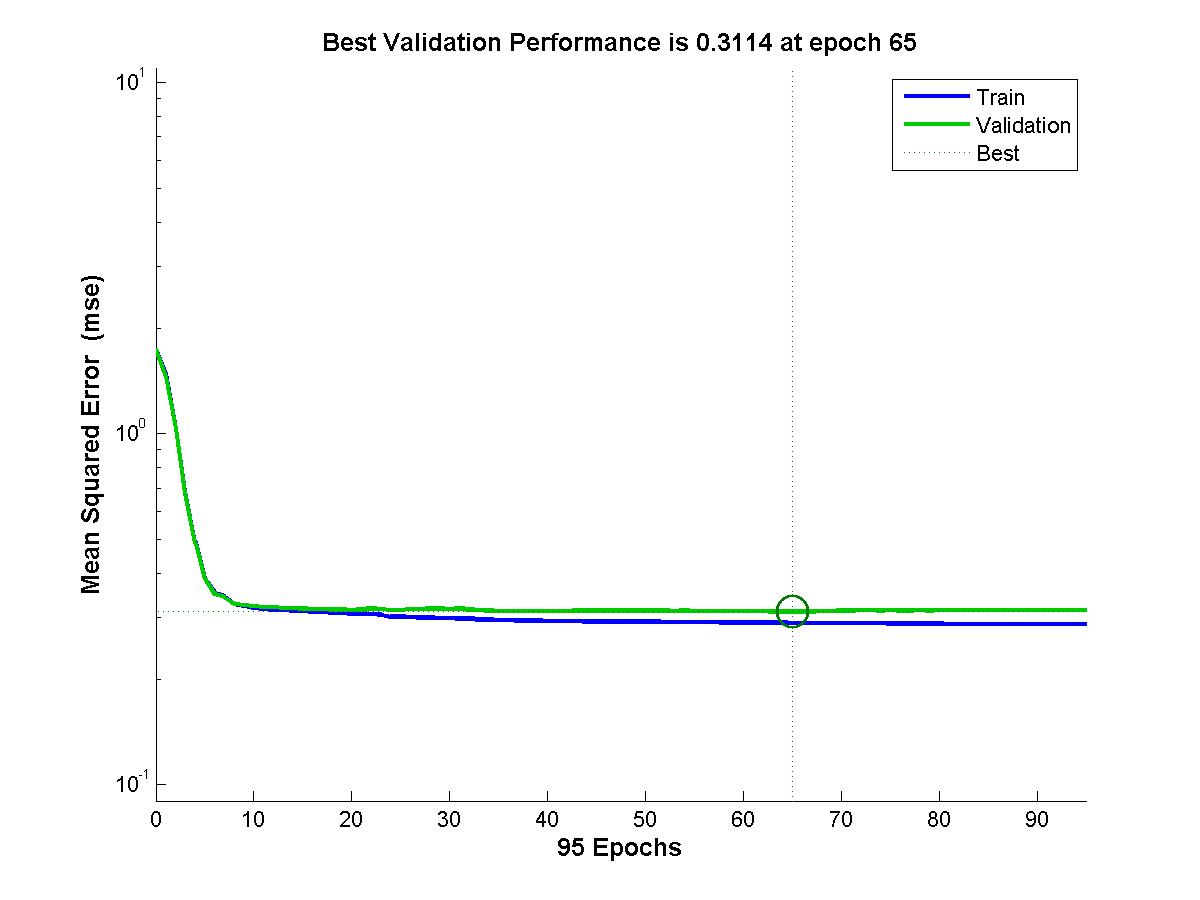 Best Validation Performance is 0.3114 at epoch 65
Train
Validation
Best
Mean Squared Error (mse)
10^1
10^0
10^-1
0 10 20 30 40 50 60 70 80 90
95 Epochs